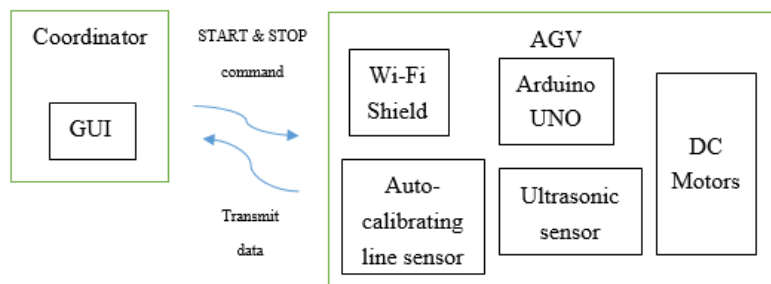 Coordinator
GUI
START & STOP
command
Transmit
data
AGV
Wi-Fi
Shield
Arduino
UNO
DC
Motors
Auto-
calibrating
line sensor
Ultrasonic
sensor